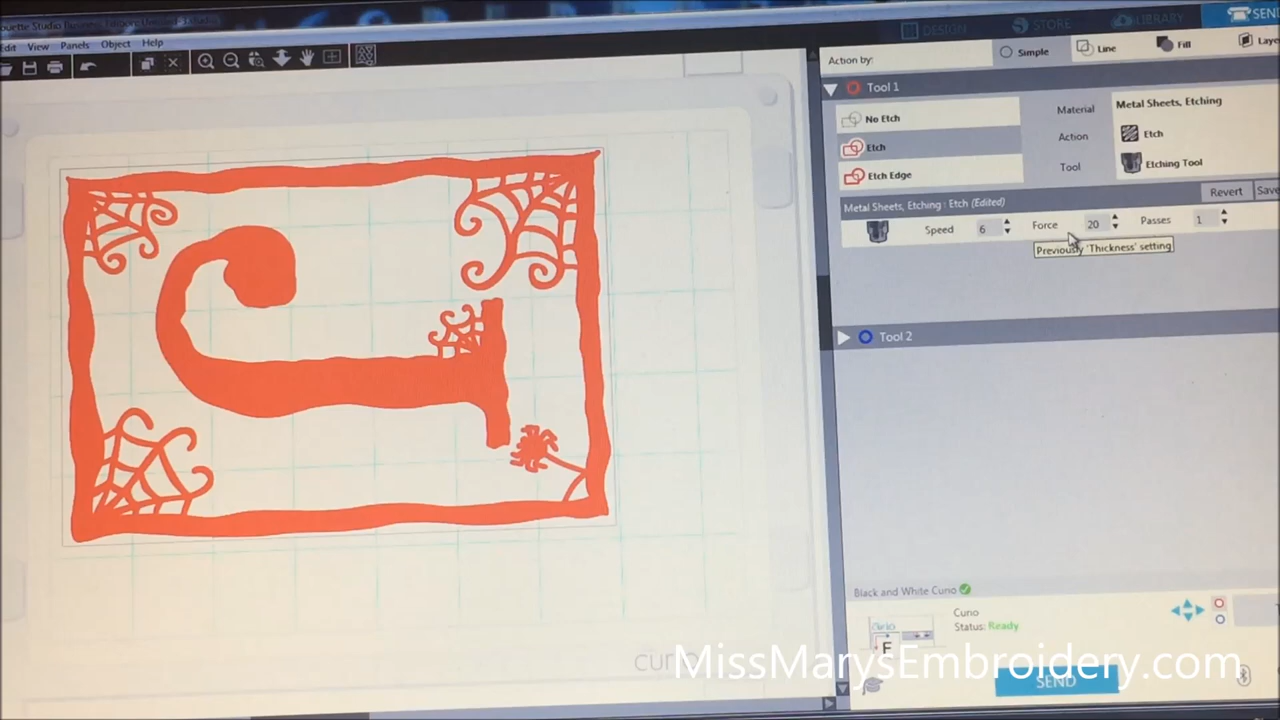 DESIGN STORE LIBRARY SEN
Edit View Panels Object Help
Action by: Simple Line Fill Laye
Tool 1
No Etch
Etch
Etch Edge
Material Metal Sheets, Etching
Action Etch
Tool Etching Tool
Revert Save
Metal Sheets, Etching : Etch (Edited)
Speed 6 Force 20 Passes 1
Previously 'Thickness' setting
Tool 2
Black and White Curio
Curio
Status: Ready
F
curio
SEND
MissMarysEmbroidery.com